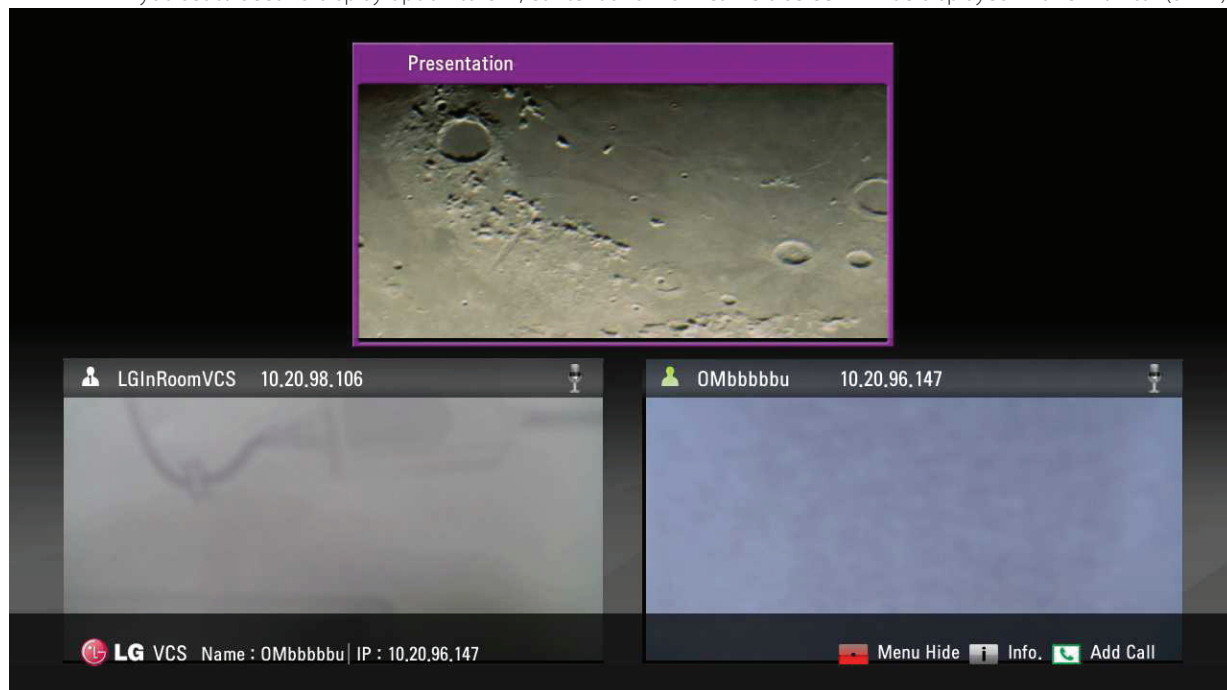 Presentation
LGInRoomVCS 10.20.98.106
OMbbbbbu 10.20.96.147
LG VCS Name : OMbbbbbu| IP : 10.20.96.147
Menu Hide i Info. Add Call